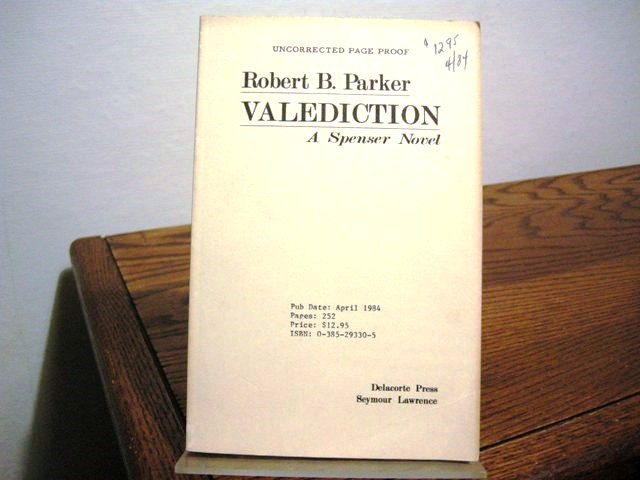 UNCORRECTED PAGE PROOF
$ 12 95
4/84
Robert B. Parker
VALEDICTION
A Spenser Novel
Pub Date: April 1984
Pages: 252
Price: $12.95
ISBN: 0-385-29330-5
Delacorte Press
Seymour Lawrence